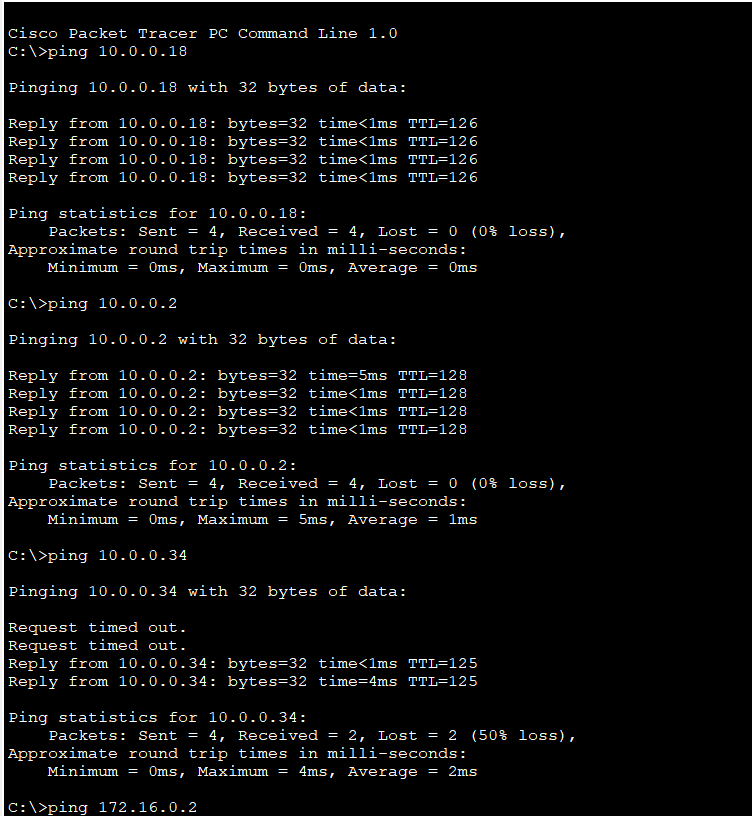 Cisco Packet Tracer PC Command Line 1.0
C:\>ping 10.0.0.18
Pinging 10.0.0.18 with 32 bytes of data:
Reply from 10.0.0.18: bytes=32 time<1ms TTL=126
Reply from 10.0.0.18: bytes=32 time<1ms TTL=126
Reply from 10.0.0.18: bytes=32 time<1ms TTL=126
Reply from 10.0.0.18: bytes=32 time<1ms TTL=126
Ping statistics for 10.0.0.18:
    Packets: Sent = 4, Received = 4, Lost = 0 (0% loss),
Approximate round trip times in milli-seconds:
    Minimum = 0ms, Maximum = 0ms, Average = 0ms
C:\>ping 10.0.0.2
Pinging 10.0.0.2 with 32 bytes of data:
Reply from 10.0.0.2: bytes=32 time=5ms TTL=128
Reply from 10.0.0.2: bytes=32 time<1ms TTL=128
Reply from 10.0.0.2: bytes=32 time<1ms TTL=128
Reply from 10.0.0.2: bytes=32 time<1ms TTL=128
Ping statistics for 10.0.0.2:
    Packets: Sent = 4, Received = 4, Lost = 0 (0% loss),
Approximate round trip times in milli-seconds:
    Minimum = 0ms, Maximum = 5ms, Average = 1ms
C:\>ping 10.0.0.34
Pinging 10.0.0.34 with 32 bytes of data:
Request timed out.
Request timed out.
Reply from 10.0.0.34: bytes=32 time<1ms TTL=125
Reply from 10.0.0.34: bytes=32 time=4ms TTL=125
Ping statistics for 10.0.0.34:
    Packets: Sent = 4, Received = 2, Lost = 2 (50% loss),
Approximate round trip times in milli-seconds:
    Minimum = 0ms, Maximum = 4ms, Average = 2ms
C:\>ping 172.16.0.2